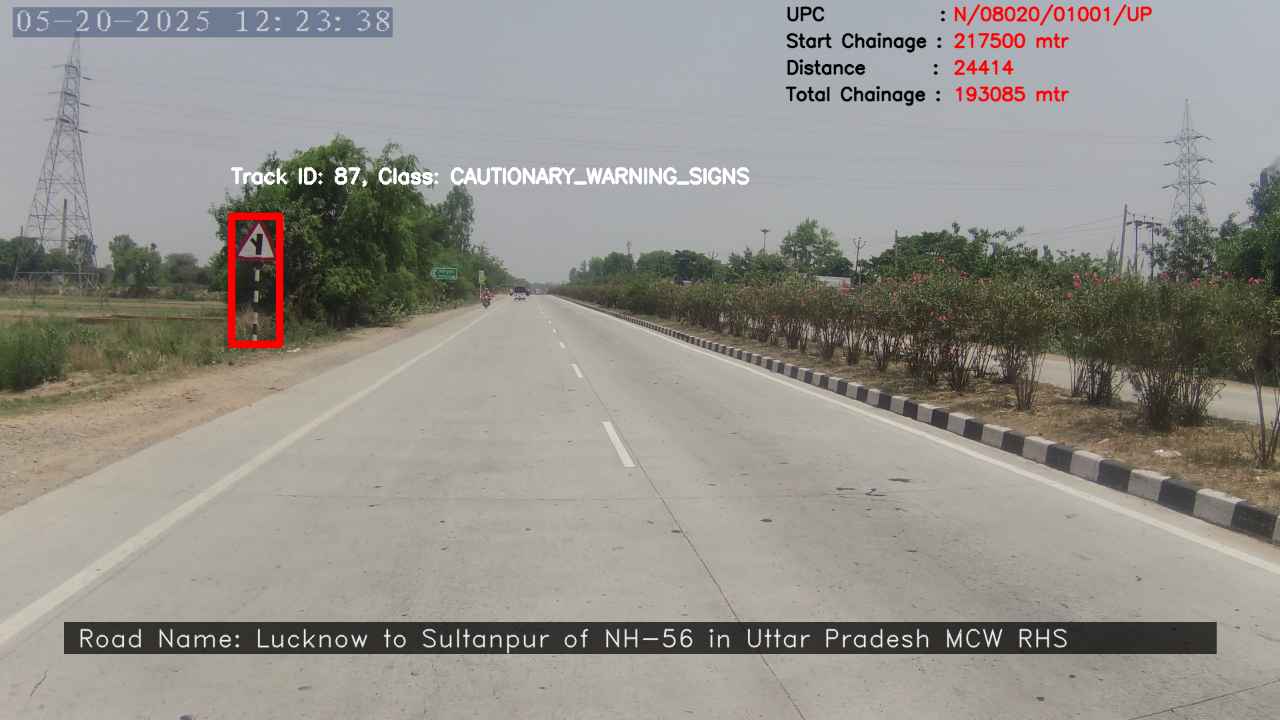 05-20-2025 12:23:38
UPC : N/08020/01001/UP
Start Chainage : 217500 mtr
Distance : 24414
Total Chainage : 193085 mtr
Track ID: 87, Class: CAUTIONARY_WARNING_SIGNS
Road Name: Lucknow to Sultanpur of NH-56 in Uttar Pradesh MCW RHS